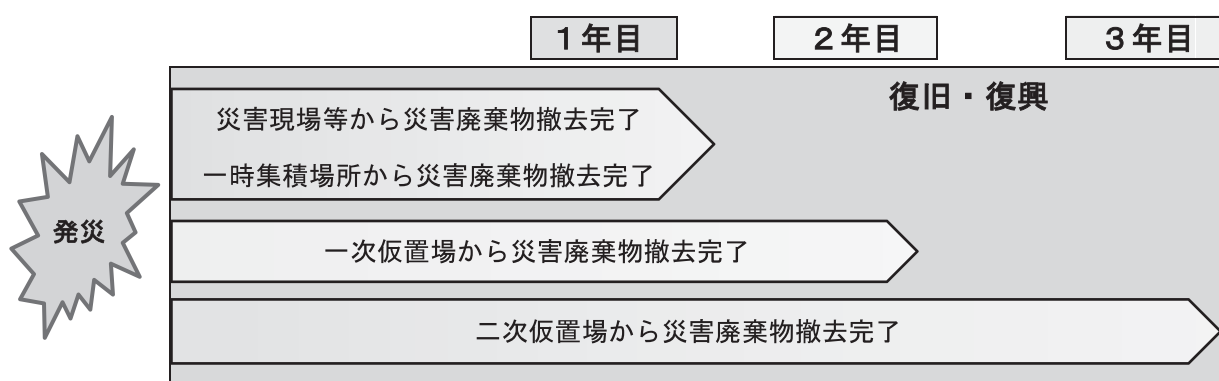 1年目
2年目
3年目
復旧・復興
災害現場等から災害廃棄物撤去完了
一時集積場所から災害廃棄物撤去完了
発災
一次仮置場から災害廃棄物撤去完了
二次仮置場から災害廃棄物撤去完了